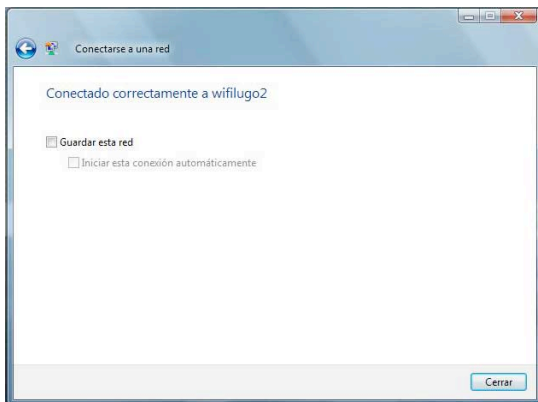 Conectarse a una red
Conectado correctamente a wifilugo2
Guardar esta red
Iniciar esta conexión automáticamente
Cerrar